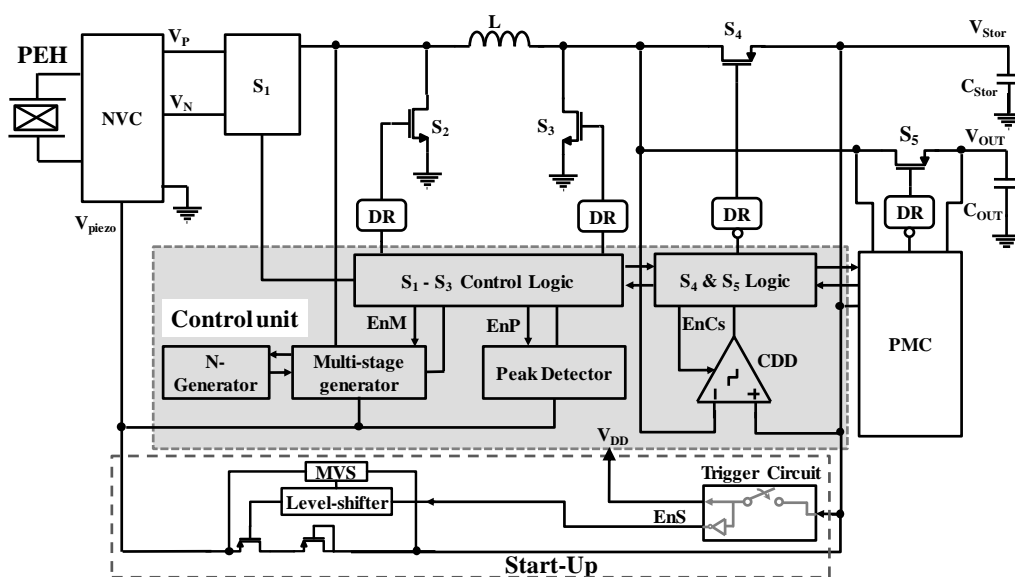 PEH
NVC
V_P
V_N
S_1
L
S_2
S_3
S_4
V_Stor
C_Stor
S_5
V_OUT
C_OUT
DR
DR
DR
DR
V_piezo
S_1 - S_3 Control Logic
S_4 & S_5 Logic
PMC
Control unit
EnM
EnP
EnCs
CDD
N-
Generator
Multi-stage
generator
Peak Detector
V_DD
Trigger Circuit
MVS
Level-shifter
EnS
Start-Up